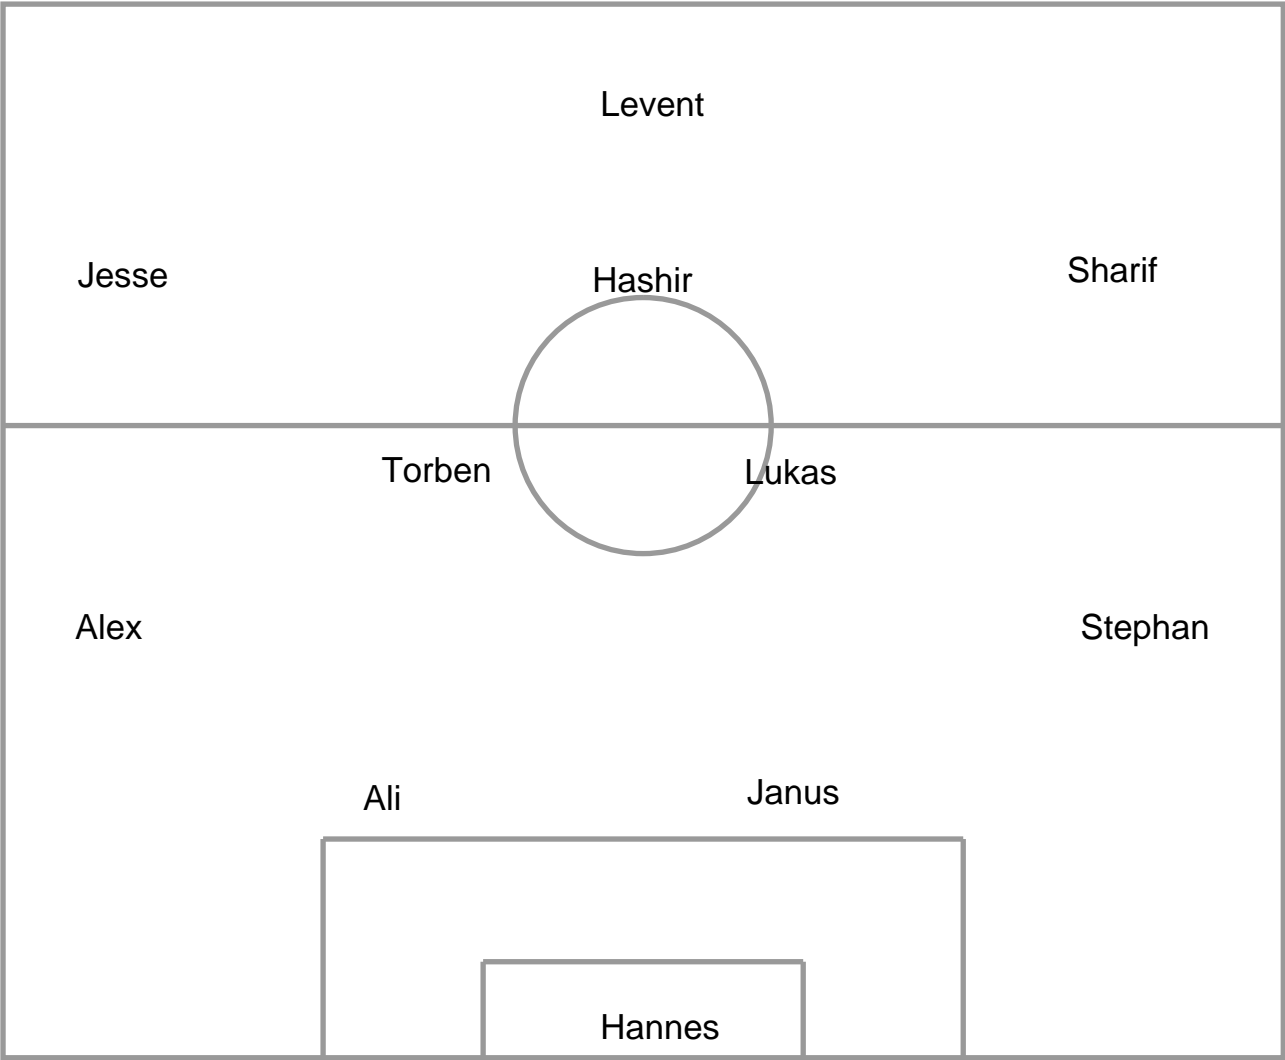 Levent
Jesse
Hashir
Sharif
Torben
Lukas
Alex
Stephan
Ali
Janus
Hannes